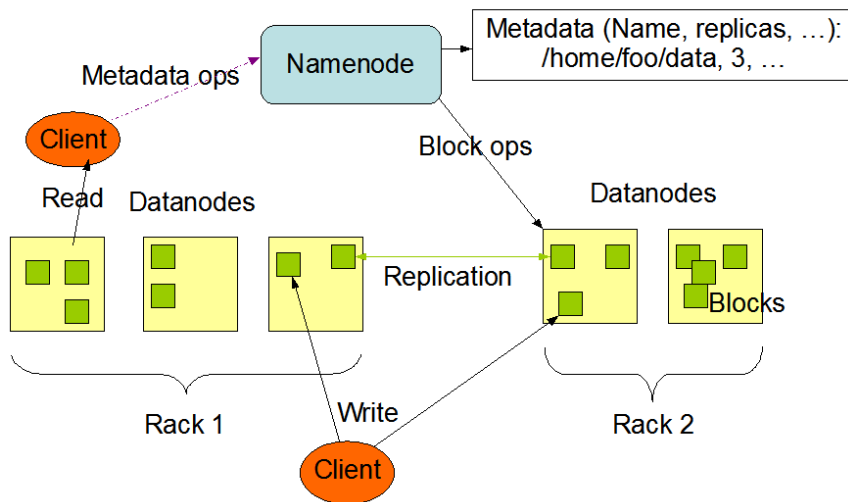 Metadata (Name, replicas, …):
/home/foo/data, 3, …
Namenode
Metadata ops
Client
Block ops
Read
Datanodes
Datanodes
Replication
Blocks
Rack 1
Write
Rack 2
Client